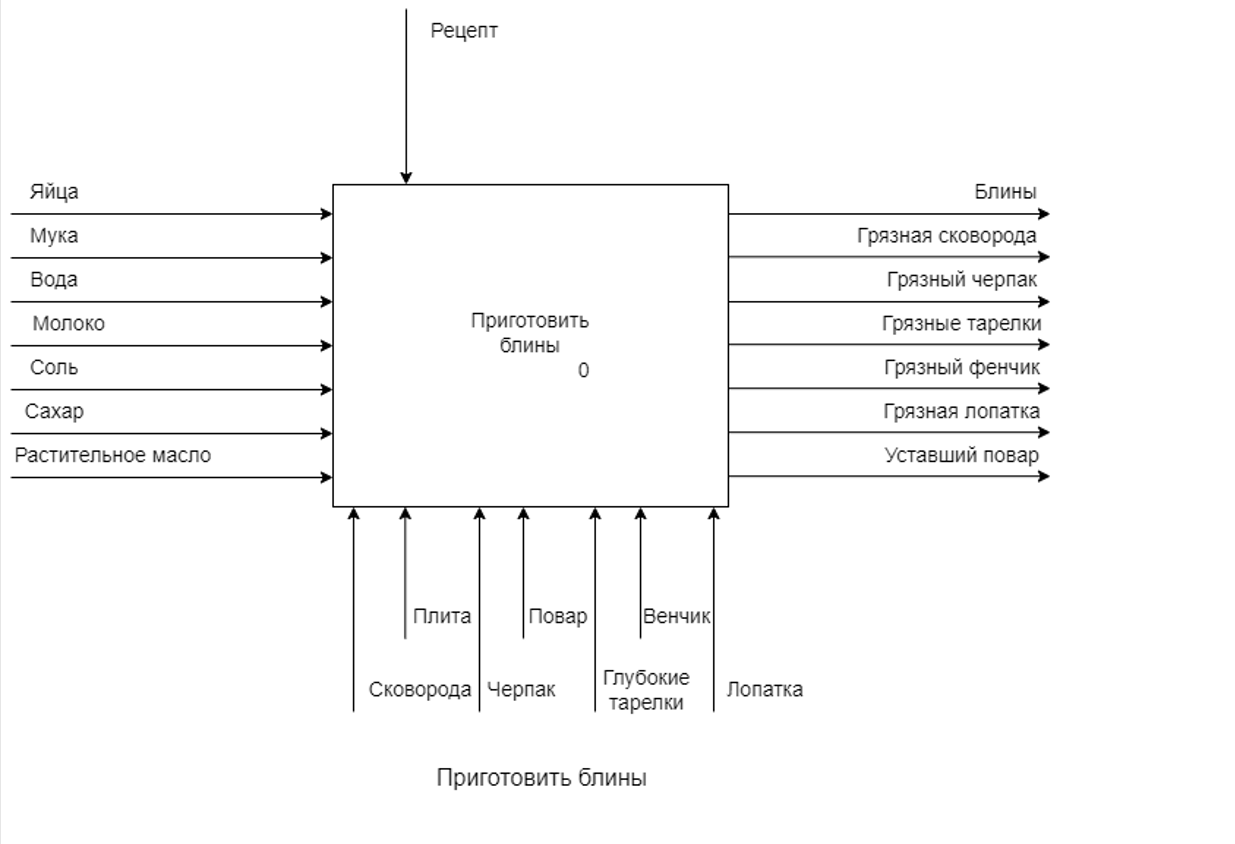 Рецепт
Яйца
Мука
Вода
Молоко
Соль
Сахар
Растительное масло
Приготовить
блины
0
Блины
Грязная сковорода
Грязный черпак
Грязные тарелки
Грязный фенчик
Грязная лопатка
Уставший повар
Плита
Повар
Венчик
Сковорода
Черпак
Глубокие
тарелки
Лопатка
Приготовить блины